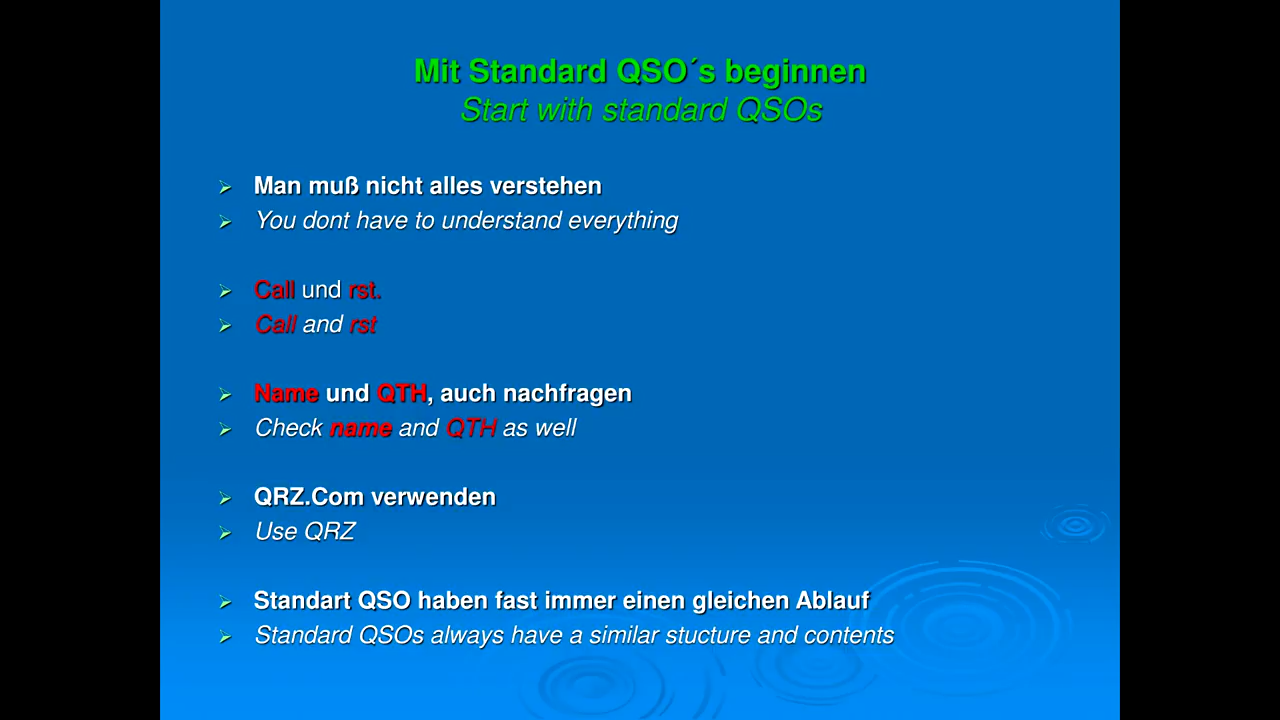 Mit Standard QSO´s beginnen
Start with standard QSOs
Man muß nicht alles verstehen
You dont have to understand everything
Call und rst.
Call and rst
Name und QTH, auch nachfragen
Check name and QTH as well
QRZ.Com verwenden
Use QRZ
Standart QSO haben fast immer einen gleichen Ablauf
Standard QSOs always have a similar stucture and contents